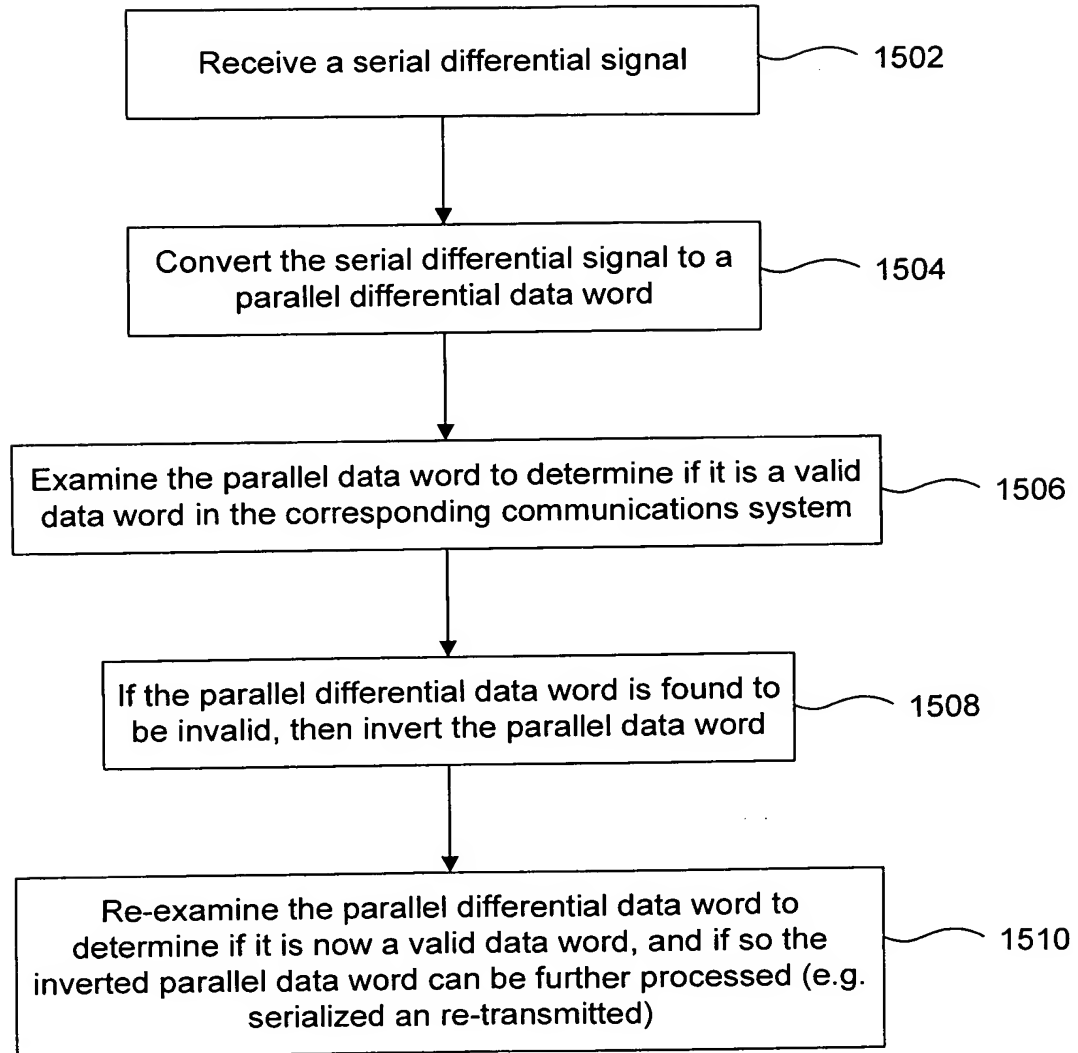 Receive a serial differential signal
1502
Convert the serial differential signal to a
parallel differential data word
1504
Examine the parallel data word to determine if it is a valid
data word in the corresponding communications system
1506
If the parallel differential data word is found to
be invalid, then invert the parallel data word
1508
Re-examine the parallel differential data word to
determine if it is now a valid data word, and if so the
inverted parallel data word can be further processed (e.g.
serialized an re-transmitted)
1510